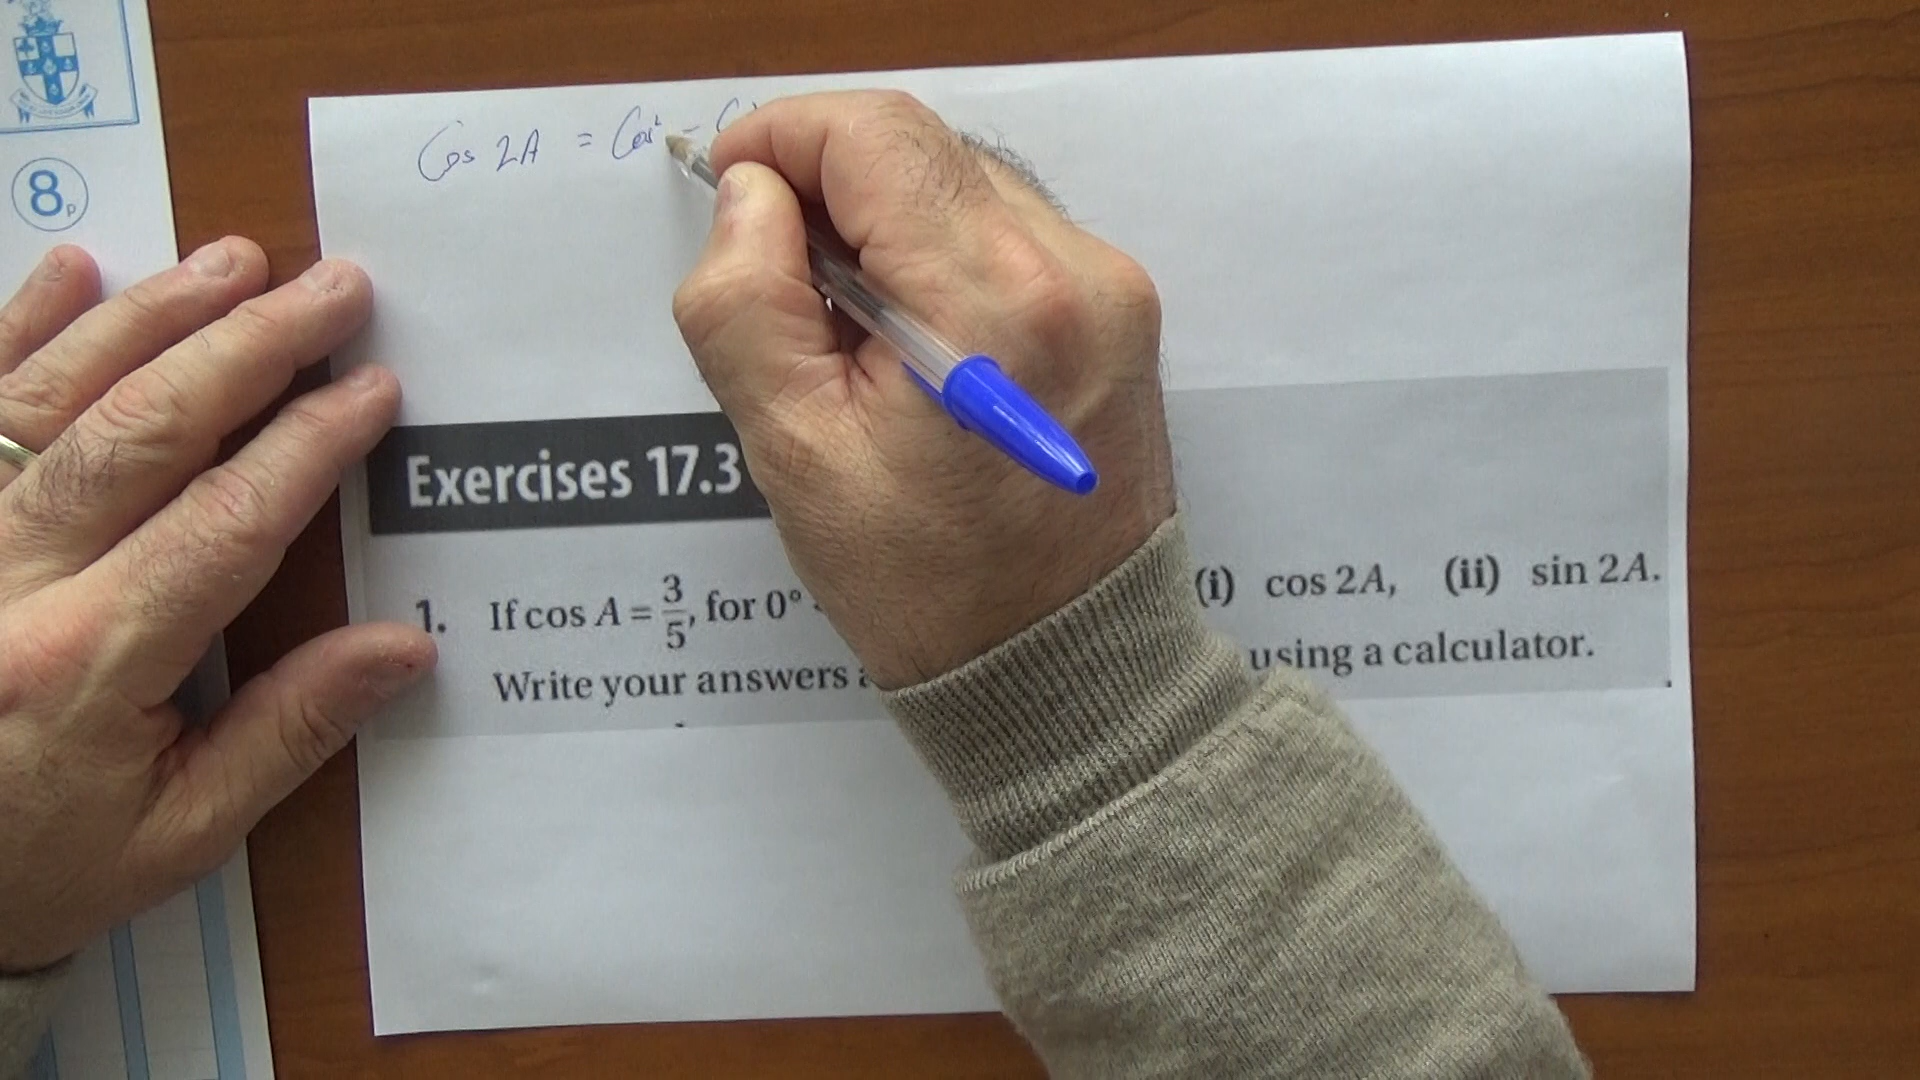 8p
Cos 2A = Cos² -
Exercises 17.3
1. If cos A = 3/5, for 0° (i) cos 2A, (ii) sin 2A.
Write your answers using a calculator.